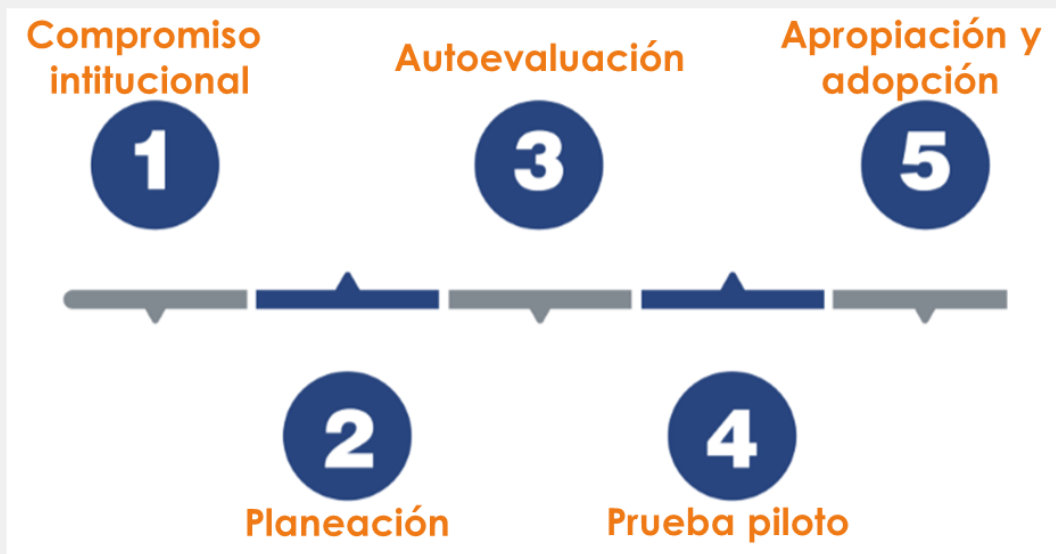 Compromiso
intitucional
1
2
Planeación
Autoevaluación
3
4
Prueba piloto
Apropiación y
adopción
5